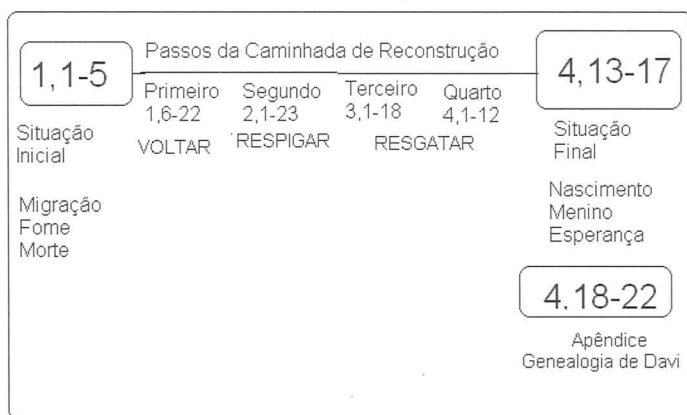 1,1-5
Passos da Caminhada de Reconstrução
4,13-17
Primeiro Segundo Terceiro Quarto
1,6-22 2,1-23 3,1-18 4,1-12
VOLTAR RESPIGAR RESGATAR
Situação
Inicial
Migração
Fome
Morte
Situação
Final
Nascimento
Menino
Esperança
4,18-22
Apêndice
Genealogia de Davi